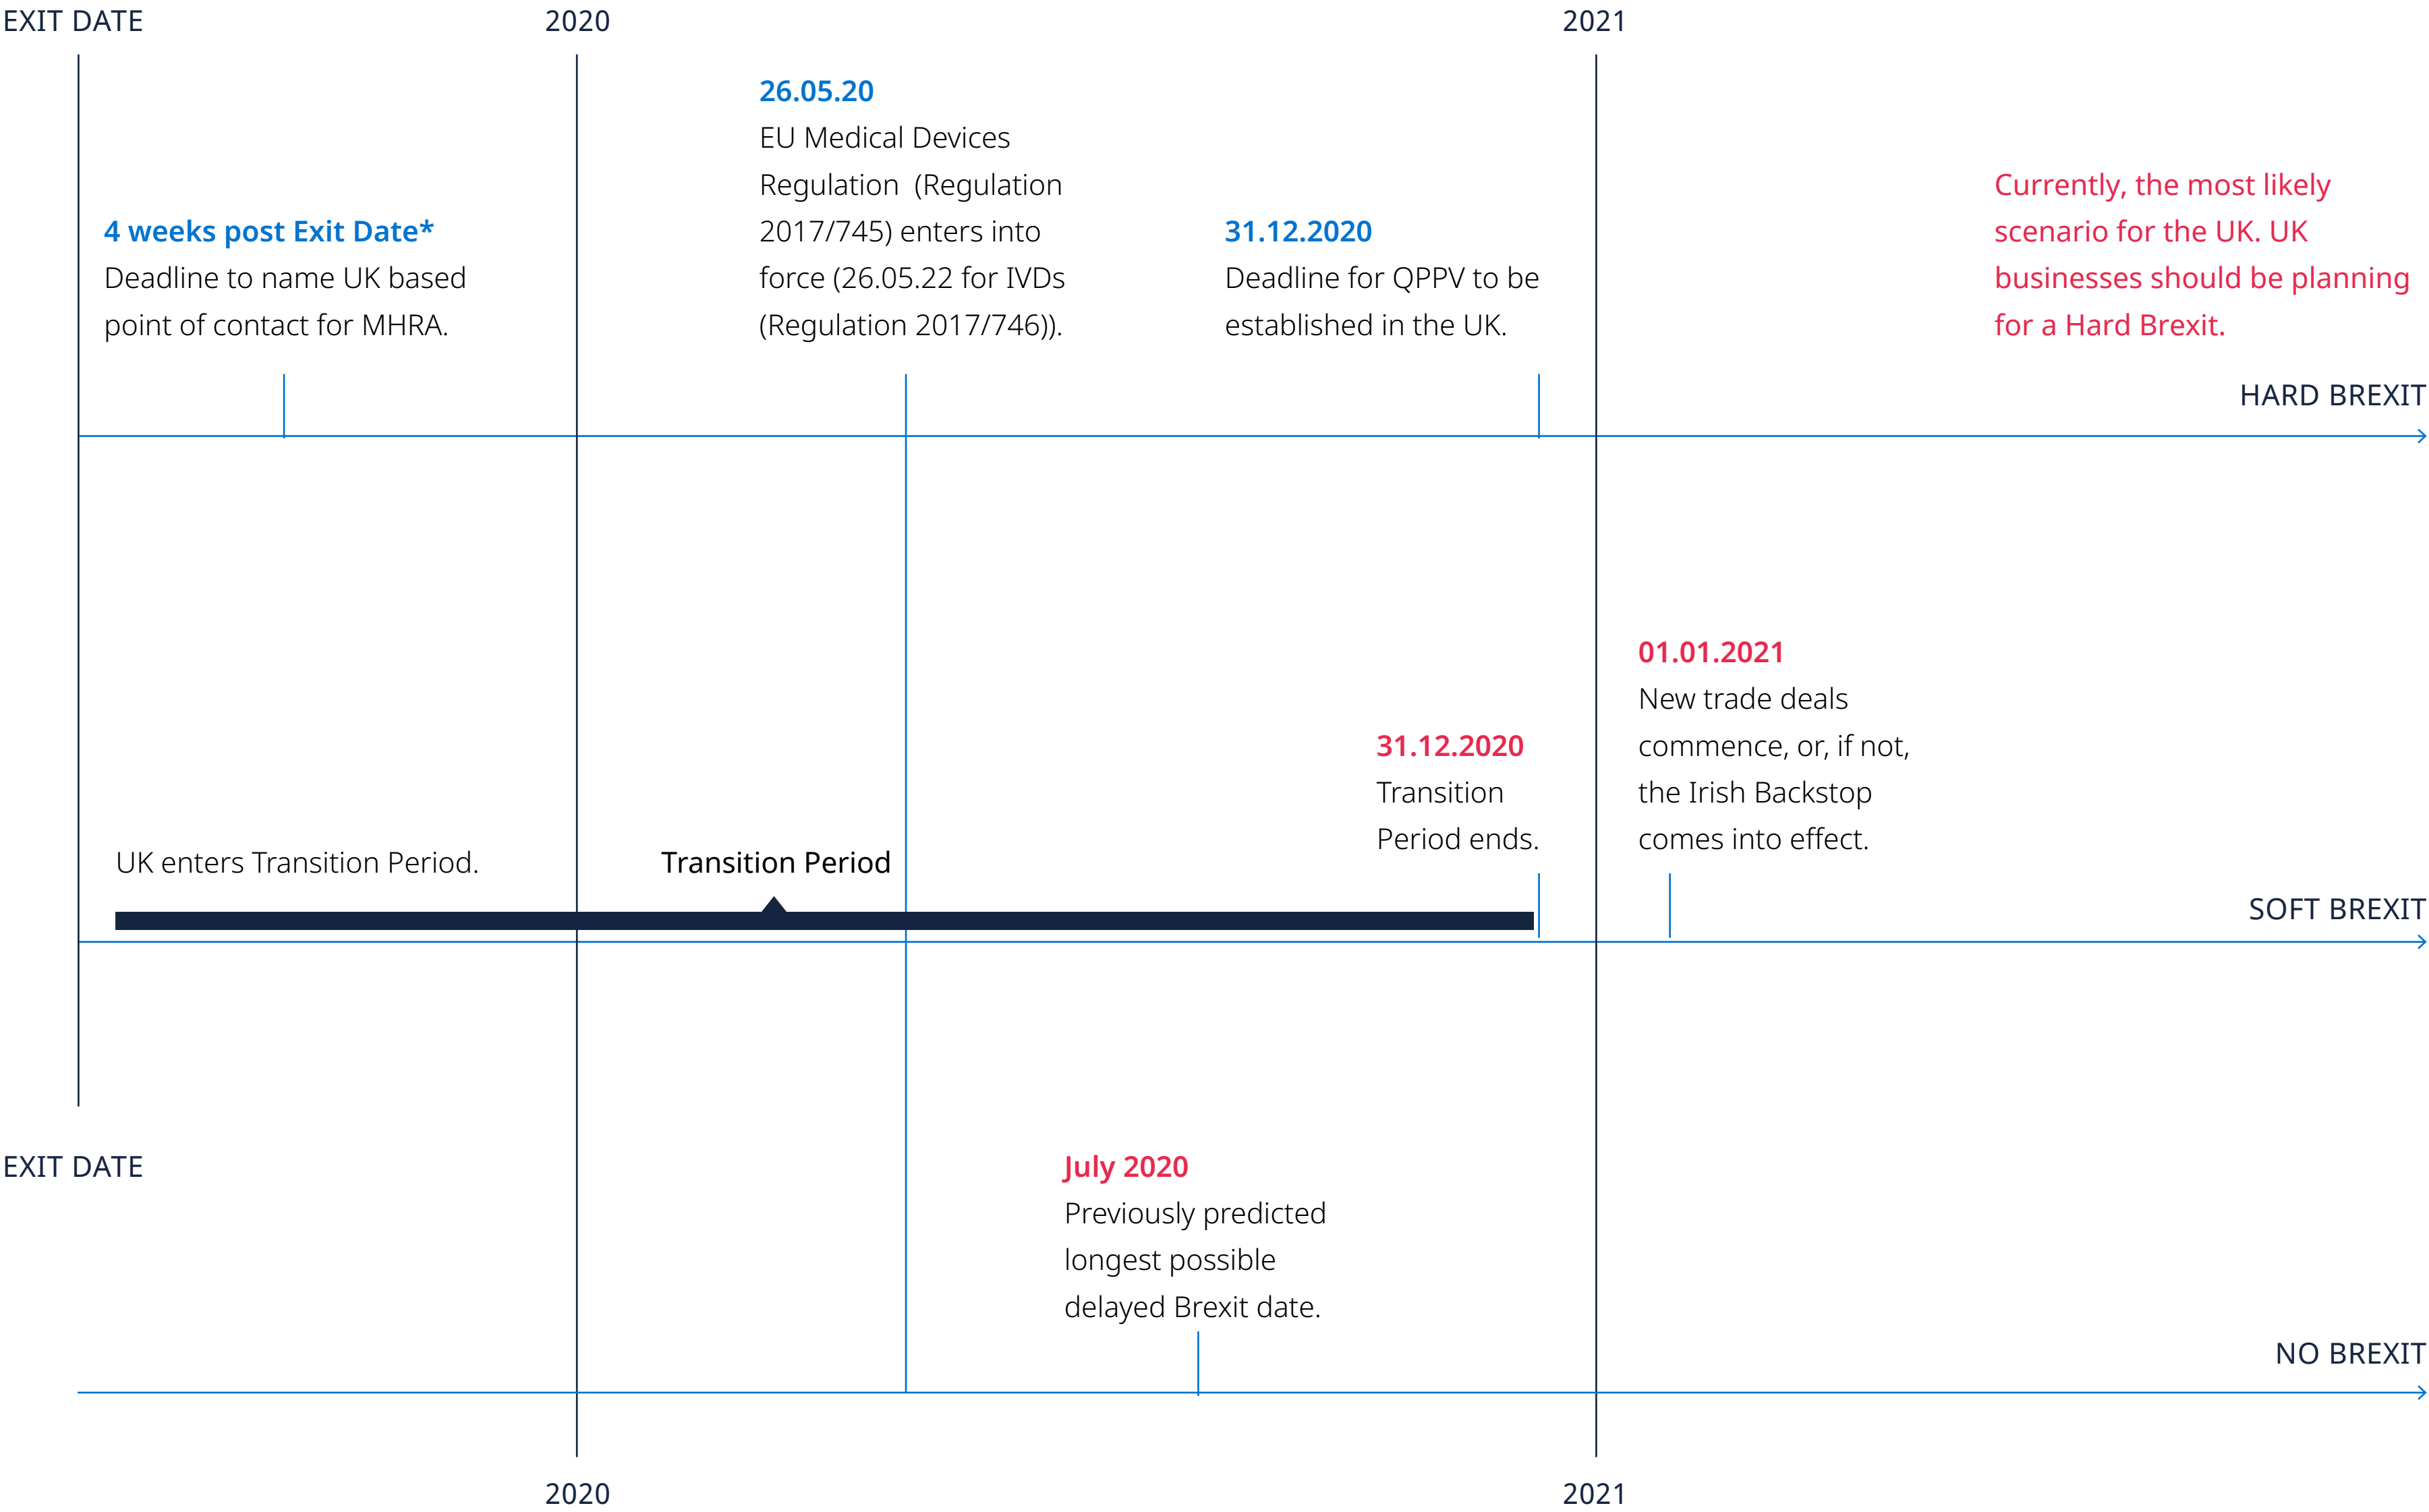 EXIT DATE
2020
2021
26.05.20
EU Medical Devices
Regulation (Regulation
2017/745) enters into
force (26.05.22 for IVDs
(Regulation 2017/746)).
4 weeks post Exit Date*
Deadline to name UK based
point of contact for MHRA.
31.12.2020
Deadline for QPPV to be
established in the UK.
Currently, the most likely
scenario for the UK. UK
businesses should be planning
for a Hard Brexit.
HARD BREXIT
UK enters Transition Period.
Transition Period
31.12.2020
Transition
Period ends.
01.01.2021
New trade deals
commence, or, if not,
the Irish Backstop
comes into effect.
SOFT BREXIT
EXIT DATE
July 2020
Previously predicted
longest possible
delayed Brexit date.
NO BREXIT
2020
2021